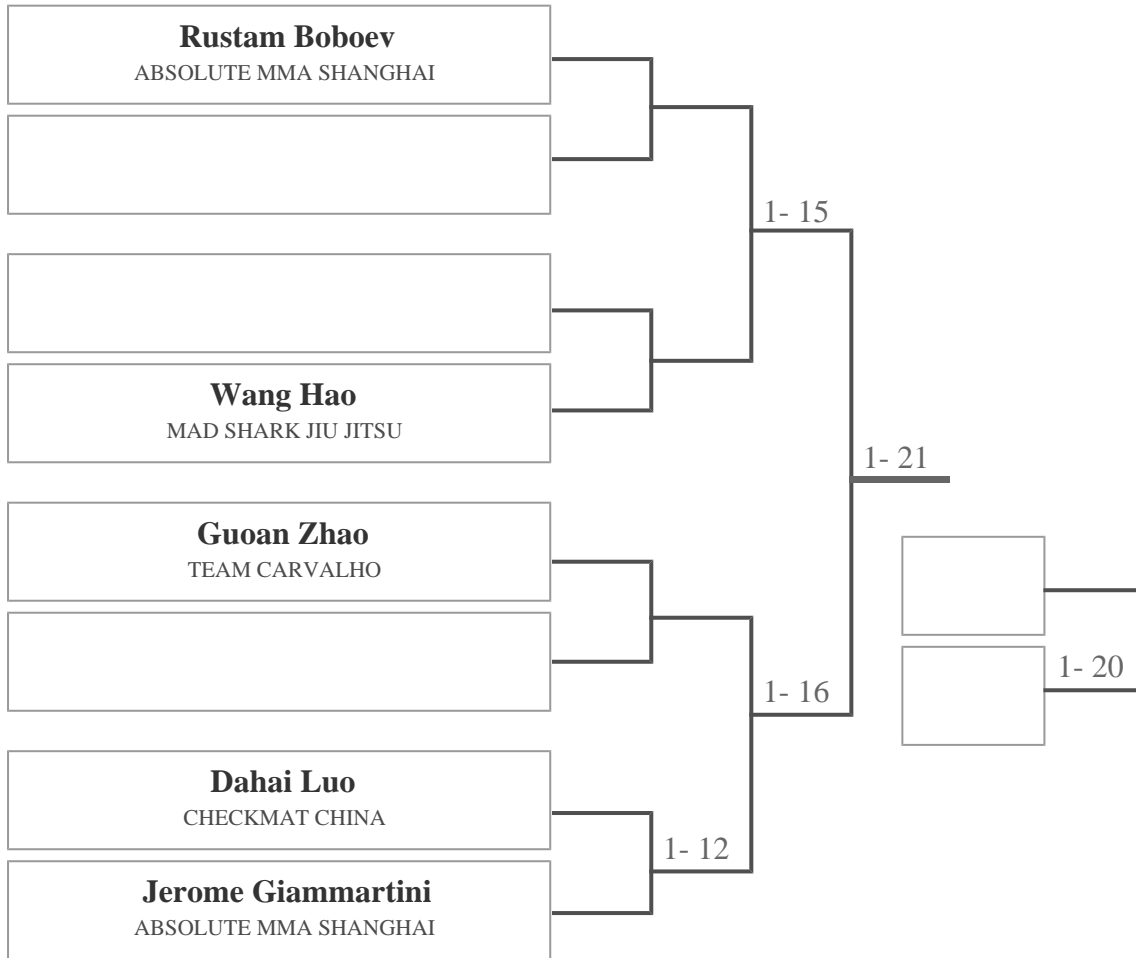 Rustam Boboev
ABSOLUTE MMA SHANGHAI
1- 15
Wang Hao
MAD SHARK JIU JITSU
1- 21
Guoan Zhao
TEAM CARVALHO
1- 20
1- 16
Dahai Luo
CHECKMAT CHINA
1- 12
Jerome Giammartini
ABSOLUTE MMA SHANGHAI